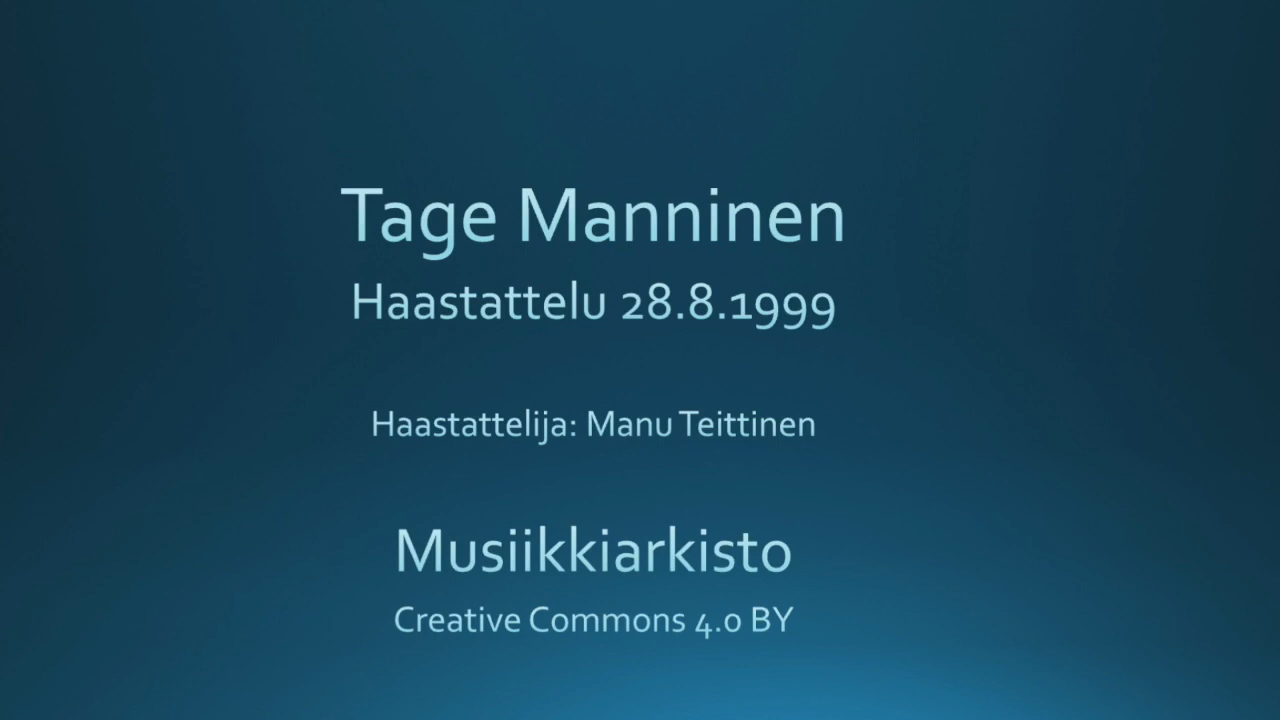 Tage Manninen
Haastattelu 28.8.1999
Haastattelija: Manu Teittinen
Musiikkiarkisto
Creative Commons 4.0 BY